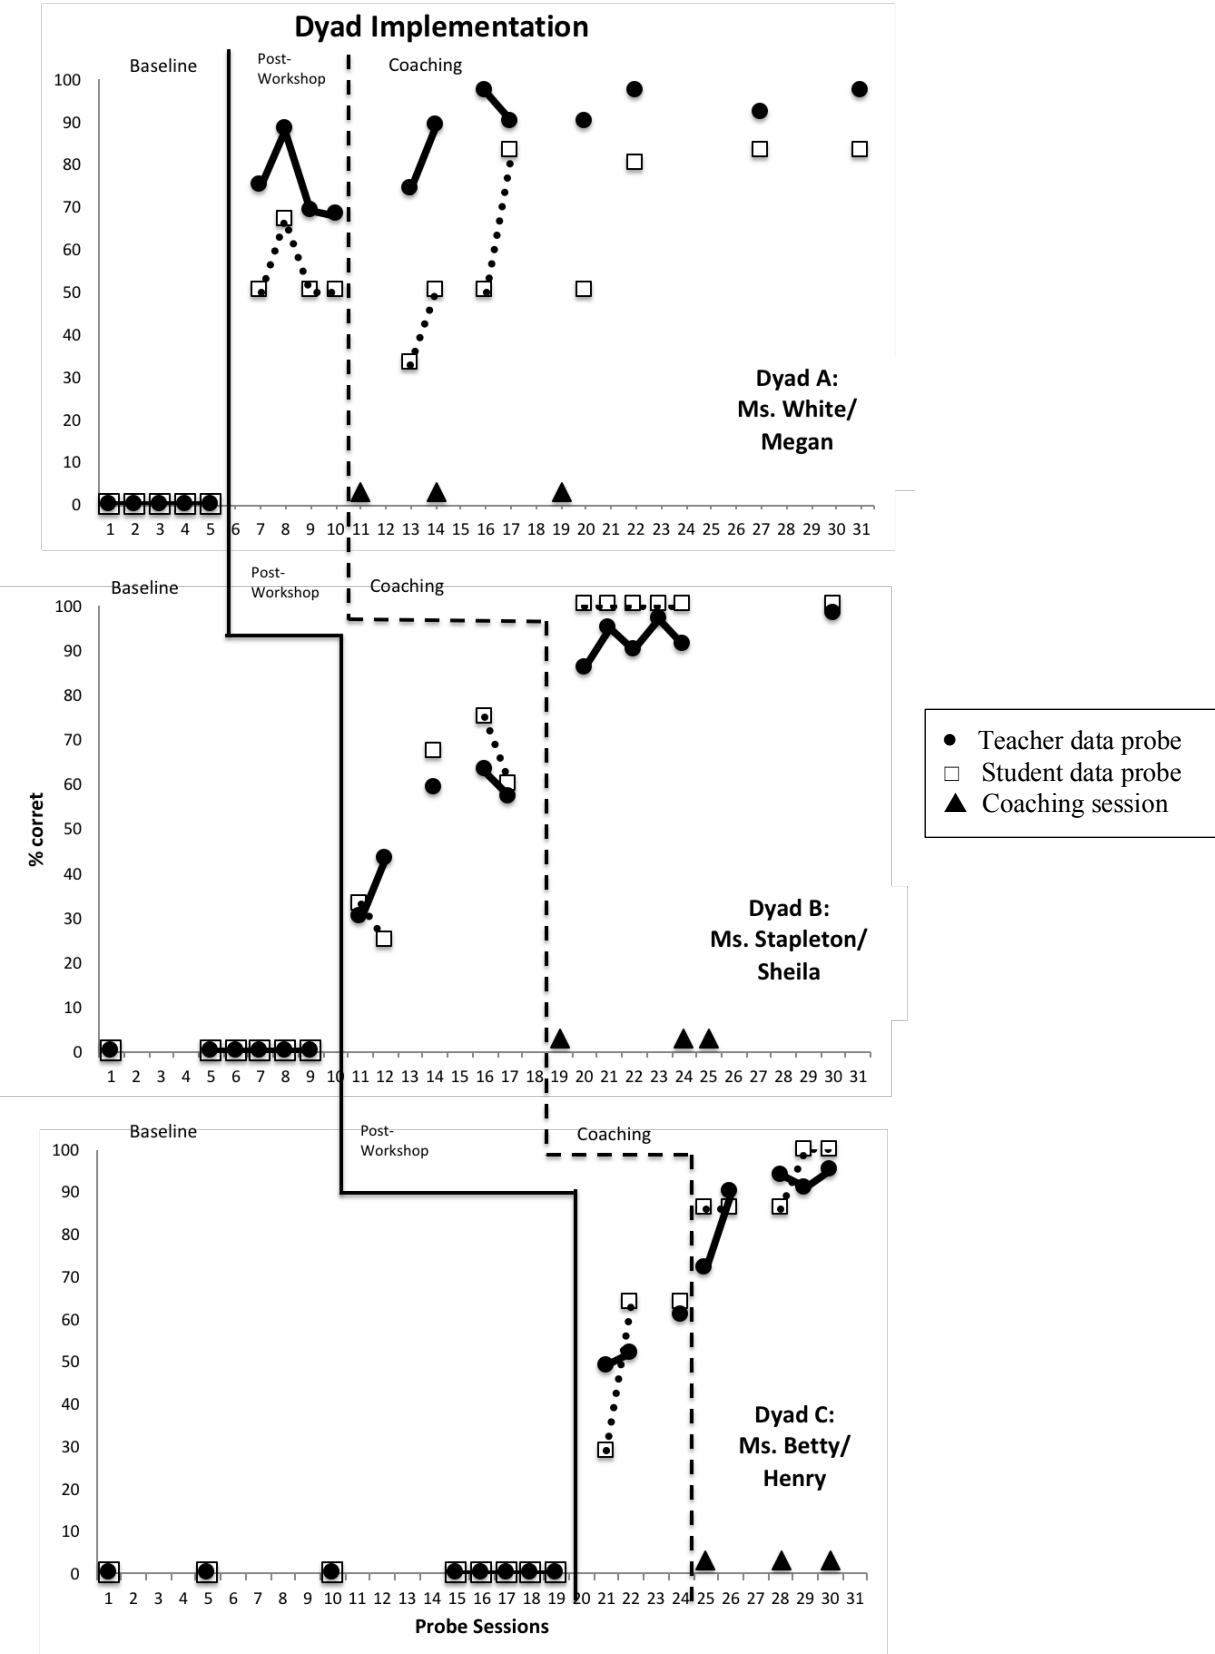 Dyad Implementation
Baseline
Post-
Workshop
Coaching
100
90
80
70
60
50
40
30
20
10
0
Dyad A:
Ms. White/
Megan
1 2 3 4 5 6 7 8 9 10 11 12 13 14 15 16 17 18 19 20 21 22 23 24 25 26 27 28 29 30 31
Baseline
Post-
Workshop
Coaching
100
90
80
70
60
50
40
30
20
10
0
% corret
Dyad B:
Ms. Stapleton/
Sheila
1 2 3 4 5 6 7 8 9 10 11 12 13 14 15 16 17 18 19 20 21 22 23 24 25 26 27 28 29 30 31
Teacher data probe
Student data probe
Coaching session
Baseline
Post-
Workshop
Coaching
100
90
80
70
60
50
40
30
20
10
0
Dyad C:
Ms. Betty/
Henry
1 2 3 4 5 6 7 8 9 10 11 12 13 14 15 16 17 18 19 20 21 22 23 24 25 26 27 28 29 30 31
Probe Sessions